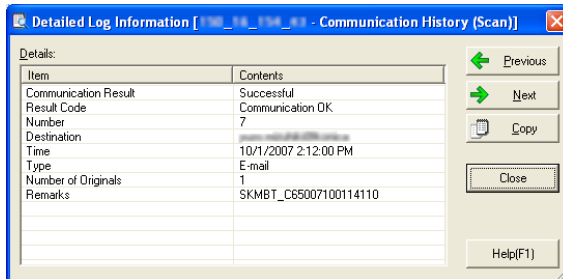 Detailed Log Information [ - Communication History (Scan)]
Details:
Item Contents
Communication Result Successful
Result Code Communication OK
Number 7
Destination
Time 10/1/2007 2:12:00 PM
Type E-mail
Number of Originals 1
Remarks SKMBT_C65007100114110
Previous
Next
Copy
Close
Help(F1)